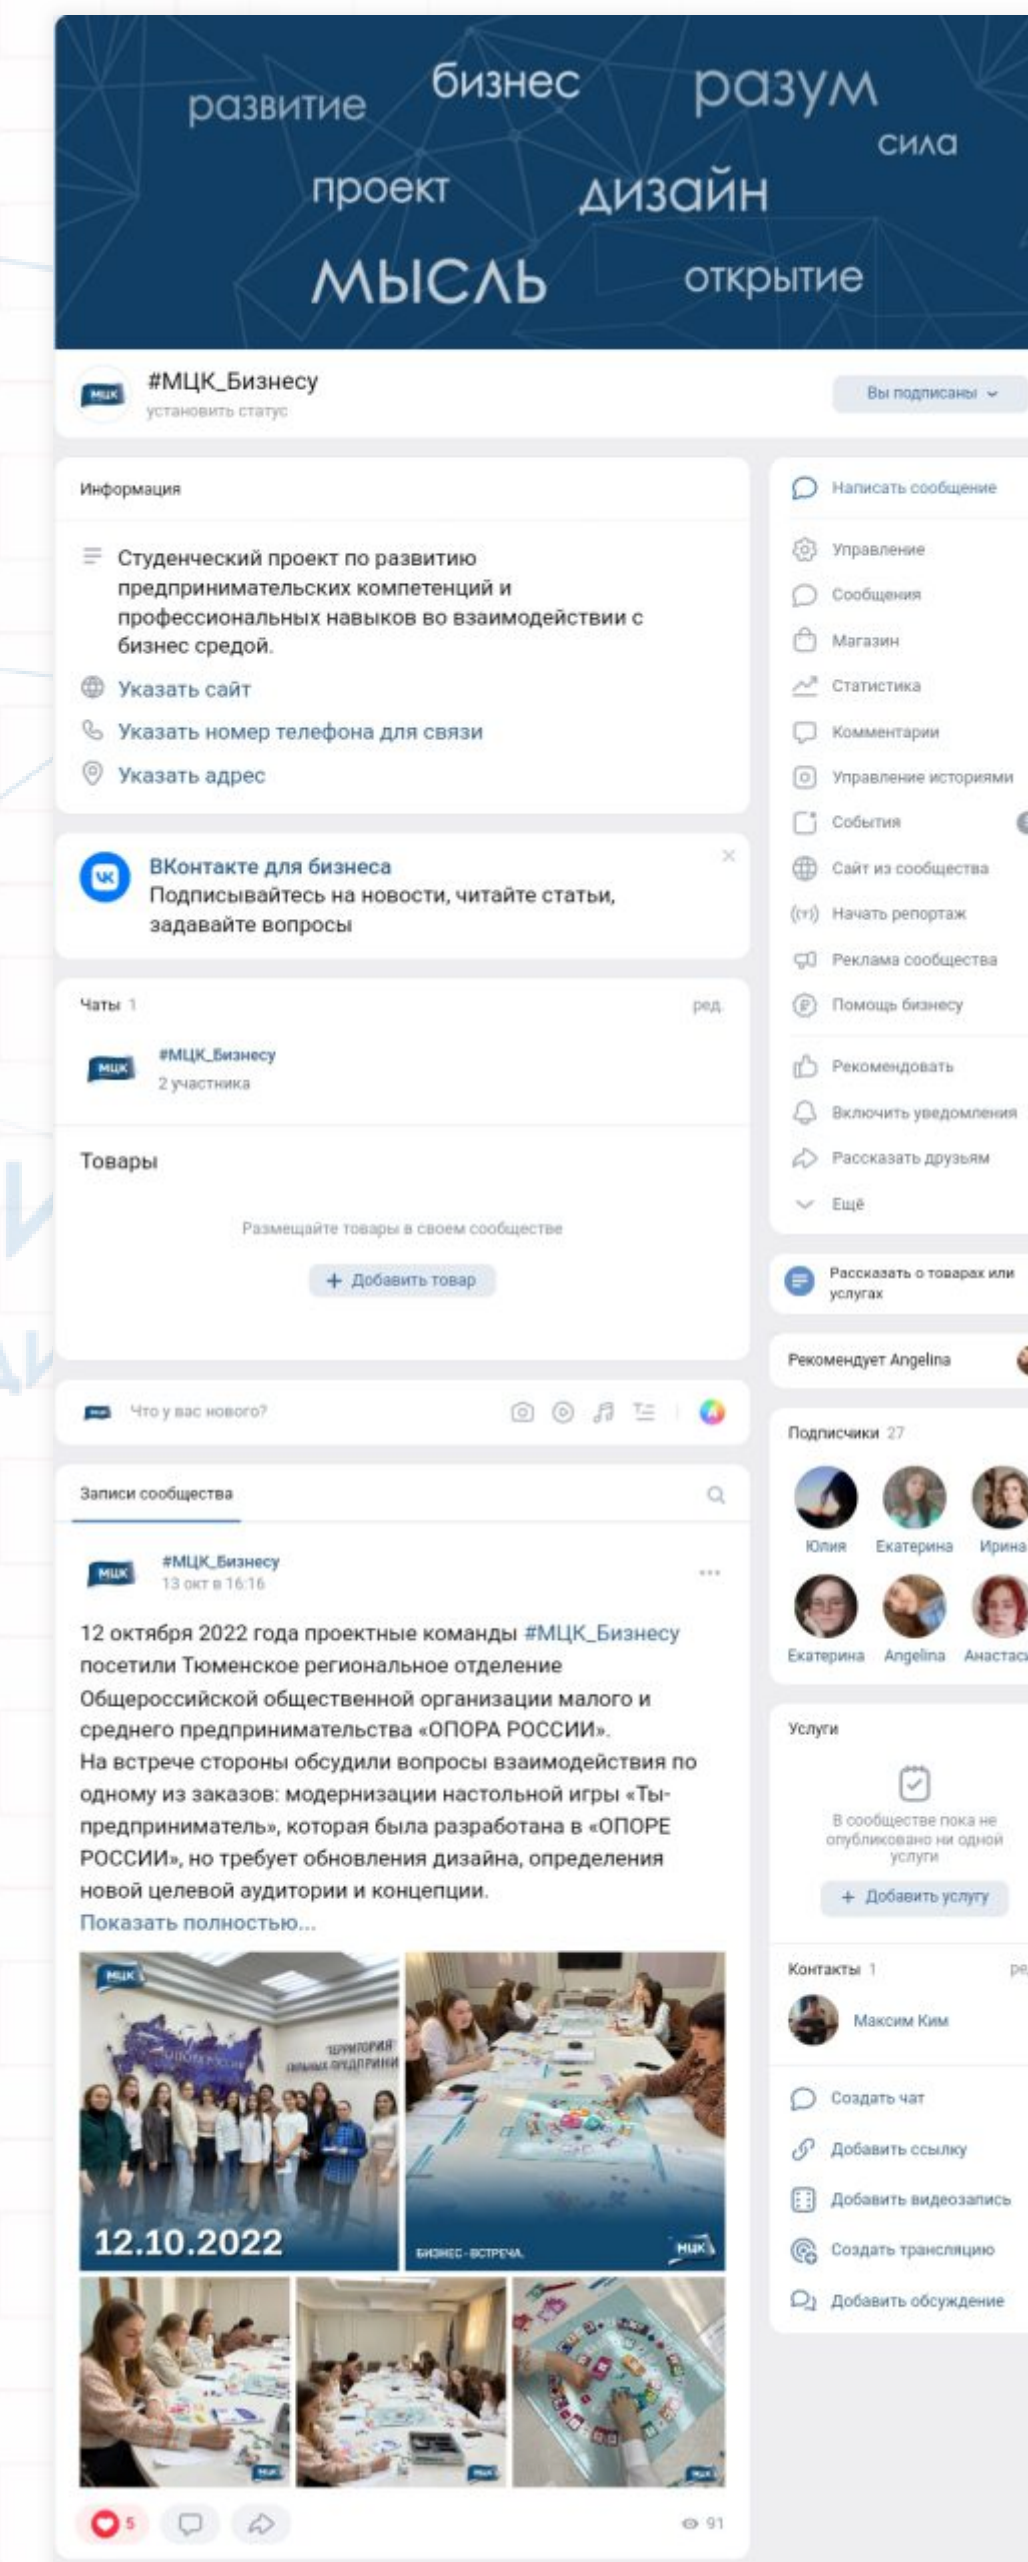 развитие
бизнес
разум
сила
проект
дизайн
мысль
открытие
МЦК
#МЦК_Бизнесу
установить статус
Вы подписаны
Информация
Студенческий проект по развитию
предпринимательских компетенций и
профессиональных навыков во взаимодействии с
бизнес средой.
Указать сайт
Указать номер телефона для связи
Указать адрес
ВКонтакте для бизнеса
Подписывайтесь на новости, читайте статьи,
задавайте вопросы
Чаты 1
ред.
МЦК
#МЦК_Бизнесу
2 участника
Товары
Размещайте товары в своем сообществе
+ Добавить товар
Что у вас нового?
Записи сообщества
МЦК
#МЦК_Бизнесу
13 окт в 16:16
12 октября 2022 года проектные команды #МЦК_Бизнесу
посетили Тюменское региональное отделение
Общероссийской общественной организации малого и
среднего предпринимательства «ОПОРА РОССИИ».
На встрече стороны обсудили вопросы взаимодействия по
одному из заказов: модернизации настольной игры «Ты-
предприниматель», которая была разработана в «ОПОРЕ
РОССИИ», но требует обновления дизайна, определения
новой целевой аудитории и концепции.
Показать полностью...
МЦК
ТЕРРИТОРИЯ
12.10.2022
БИЗНЕС-ВСТРЕЧА.
МЦК
МЦК
МЦК
МЦК
5
91
Написать сообщение
Управление
Сообщения
Магазин
Статистика
Комментарии
Управление историями
События
Сайт из сообщества
Начать репортаж
Реклама сообщества
Помощь бизнесу
Рекомендовать
Включить уведомления
Рассказать друзьям
Ещё
Рассказать о товарах или
услугах
Рекомендует Angelina
Подписчики 27
Юлия
Екатерина
Ирина
Екатерина
Angelina
Анастаси
Услуги
В сообществе пока не
опубликовано ни одной
услуги
+ Добавить услугу
Контакты 1
ре
Максим Ким
Создать чат
Добавить ссылку
Добавить видеозапись
Создать трансляцию
Добавить обсуждение